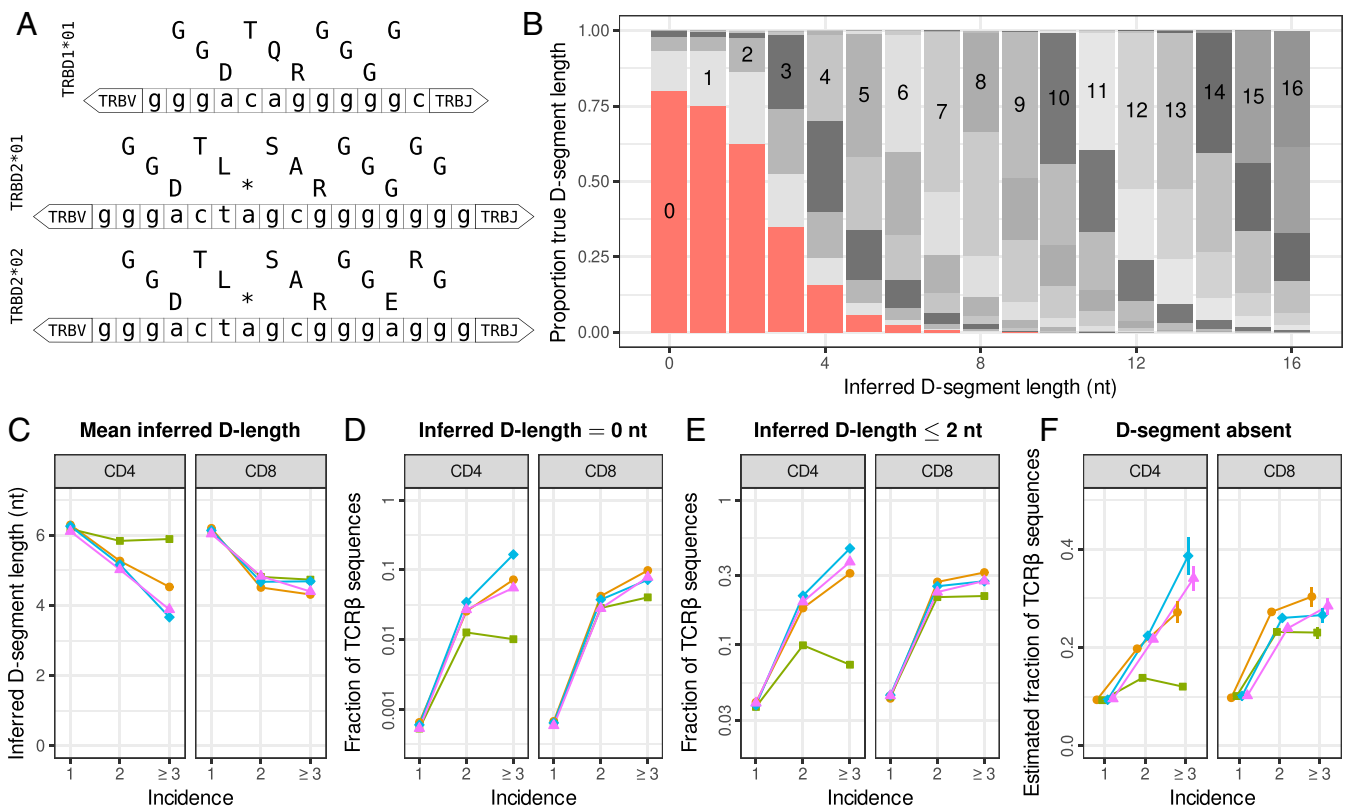 A
TRBD1*01
G T G G
G Q G
D R G
TRBV g g g a c a g g g g g c TRBJ
TRBD2*01
G T S G G
G L A G G
D * R G
TRBV g g g a c t a g c g g g g g g g TRBJ
TRBD2*02
G T S G R
G L A G G
D * R E
TRBV g g g a c t a g c g g g a g g g TRBJ
B
Proportion true D-segment length
1.00
0.75
0.50
0.25
0.00
0 1 2 3 4 5 6 7 8 9 10 11 12 13 14 15 16
0 4 8 12 16
Inferred D-segment length (nt)
C Mean inferred D-length
CD4 CD8
Inferred D-segment length (nt)
6
4
2
0
1 2 ≥3 1 2 ≥3
Incidence
D Inferred D-length = 0 nt
CD4 CD8
Fraction of TCRβ sequences
1
0.1
0.01
0.001
1 2 ≥3 1 2 ≥3
Incidence
E Inferred D-length ≤ 2 nt
CD4 CD8
Fraction of TCRβ sequences
1
0.3
0.1
0.03
1 2 ≥3 1 2 ≥3
Incidence
F D-segment absent
CD4 CD8
Estimated fraction of TCRβ sequences
0.4
0.2
0.0
1 2 ≥3 1 2 ≥3
Incidence